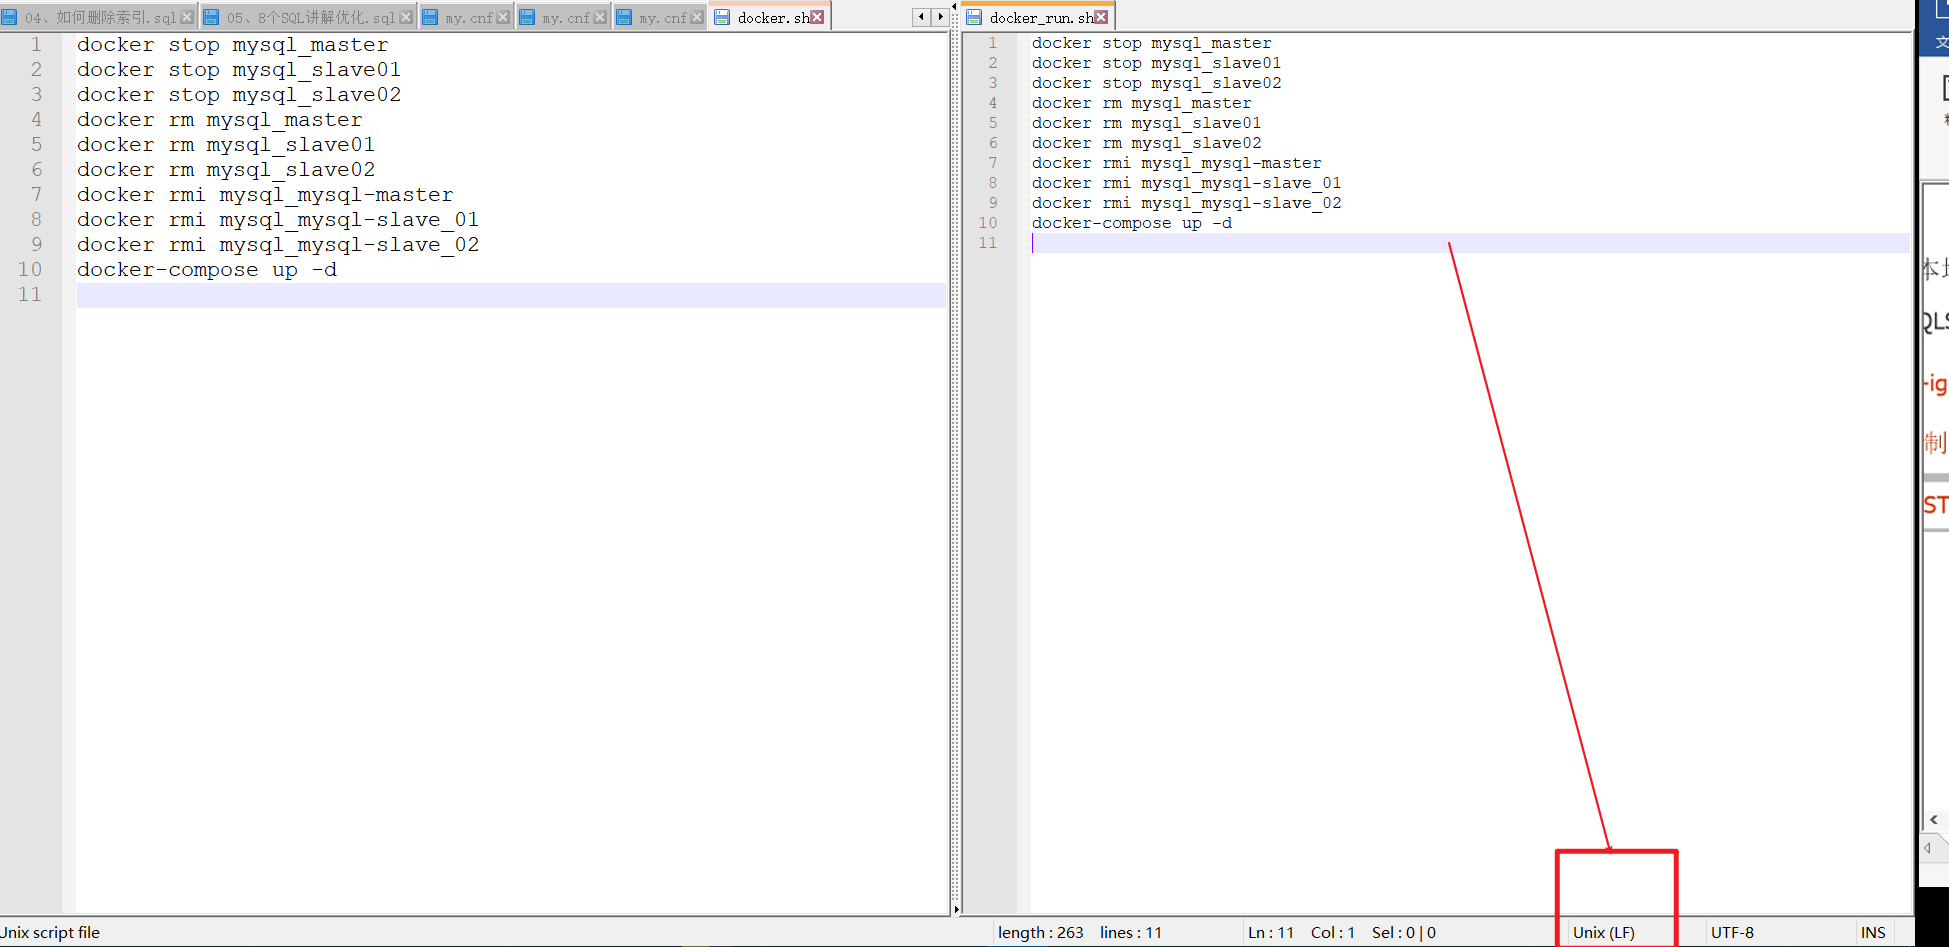 04、如何删除索引.sql
05、8个SQL讲解优化.sql
my.cnf
my.cnf
my.cnf
docker.sh
1 docker stop mysql_master
2 docker stop mysql_slave01
3 docker stop mysql_slave02
4 docker rm mysql_master
5 docker rm mysql_slave01
6 docker rm mysql_slave02
7 docker rmi mysql_mysql-master
8 docker rmi mysql_mysql-slave_01
9 docker rmi mysql_mysql-slave_02
10 docker-compose up -d
11
docker_run.sh
1 docker stop mysql_master
2 docker stop mysql_slave01
3 docker stop mysql_slave02
4 docker rm mysql_master
5 docker rm mysql_slave01
6 docker rm mysql_slave02
7 docker rmi mysql_mysql-master
8 docker rmi mysql_mysql-slave_01
9 docker rmi mysql_mysql-slave_02
10 docker-compose up -d
11
-ig
制
ST
Unix script file length : 263 lines : 11 Ln : 11 Col : 1 Sel : 0 | 0 Unix (LF) UTF-8 INS